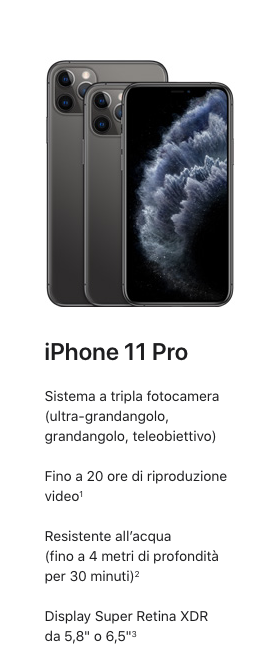 iPhone 11 Pro
Sistema a tripla fotocamera
(ultra-grandangolo,
grandangolo, teleobiettivo)
Fino a 20 ore di riproduzione
video¹
Resistente all’acqua
(fino a 4 metri di profondità
per 30 minuti)²
Display Super Retina XDR
da 5,8" o 6,5"³